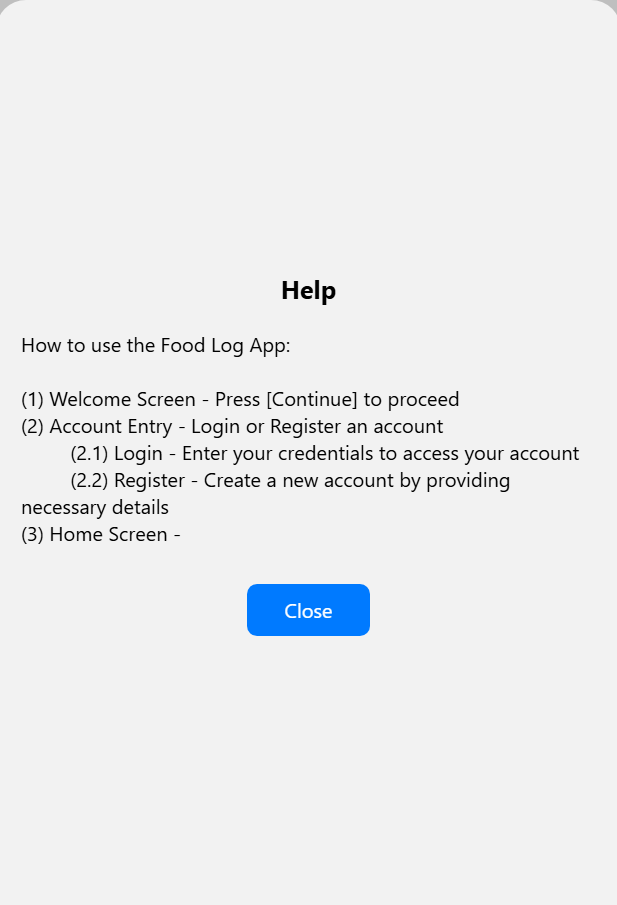 Help
How to use the Food Log App:
(1) Welcome Screen - Press [Continue] to proceed
(2) Account Entry - Login or Register an account
(2.1) Login - Enter your credentials to access your account
(2.2) Register - Create a new account by providing
necessary details
(3) Home Screen -
Close